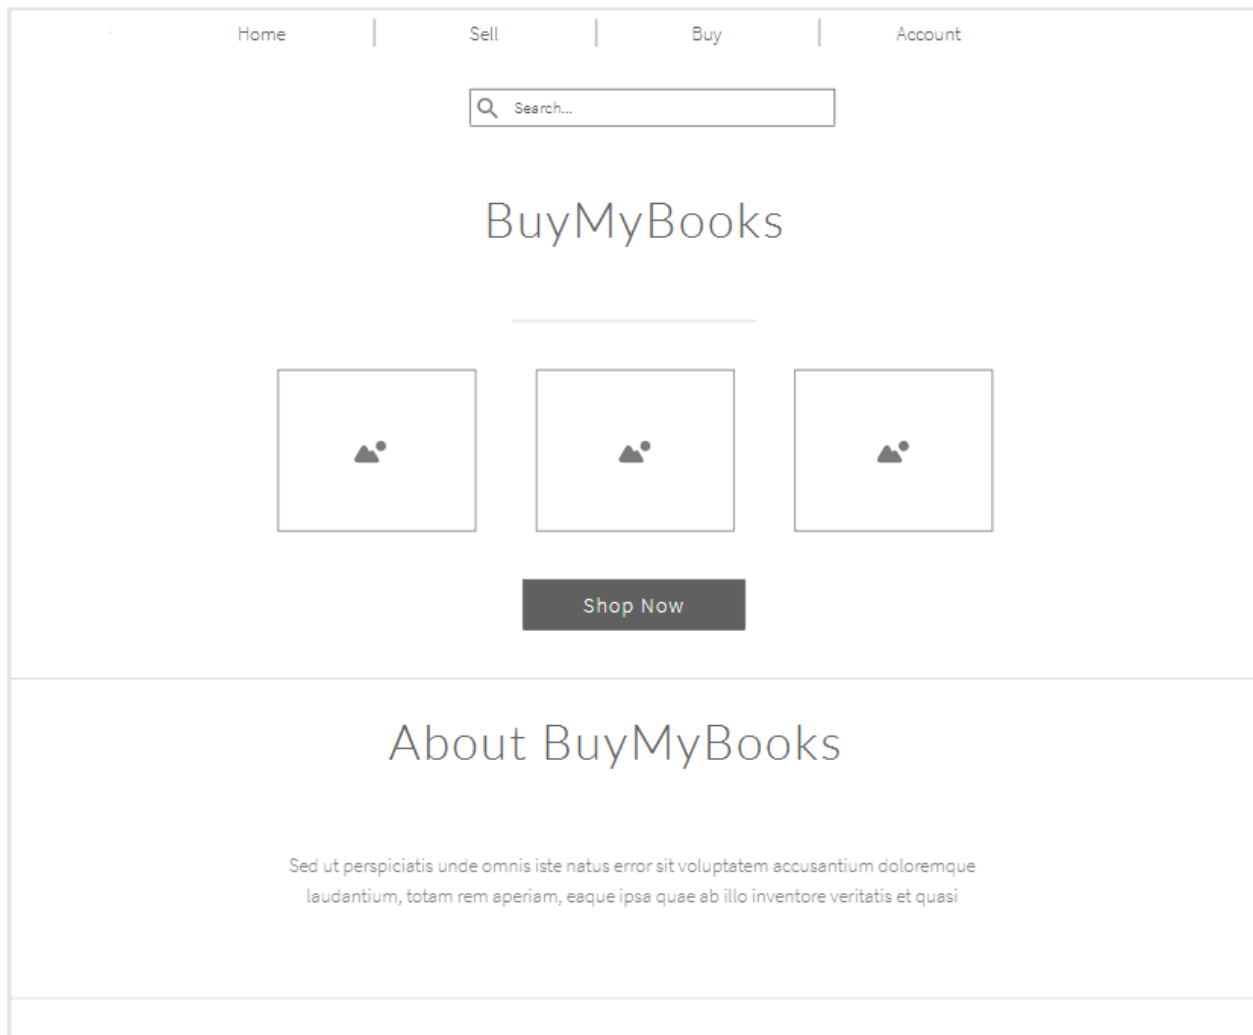 Home Sell Buy Account
Search...
BuyMyBooks
Shop Now
About BuyMyBooks
Sed ut perspiciatis unde omnis iste natus error sit voluptatem accusantium doloremque
laudantium, totam rem aperiam, eaque ipsa quae ab illo inventore veritatis et quasi